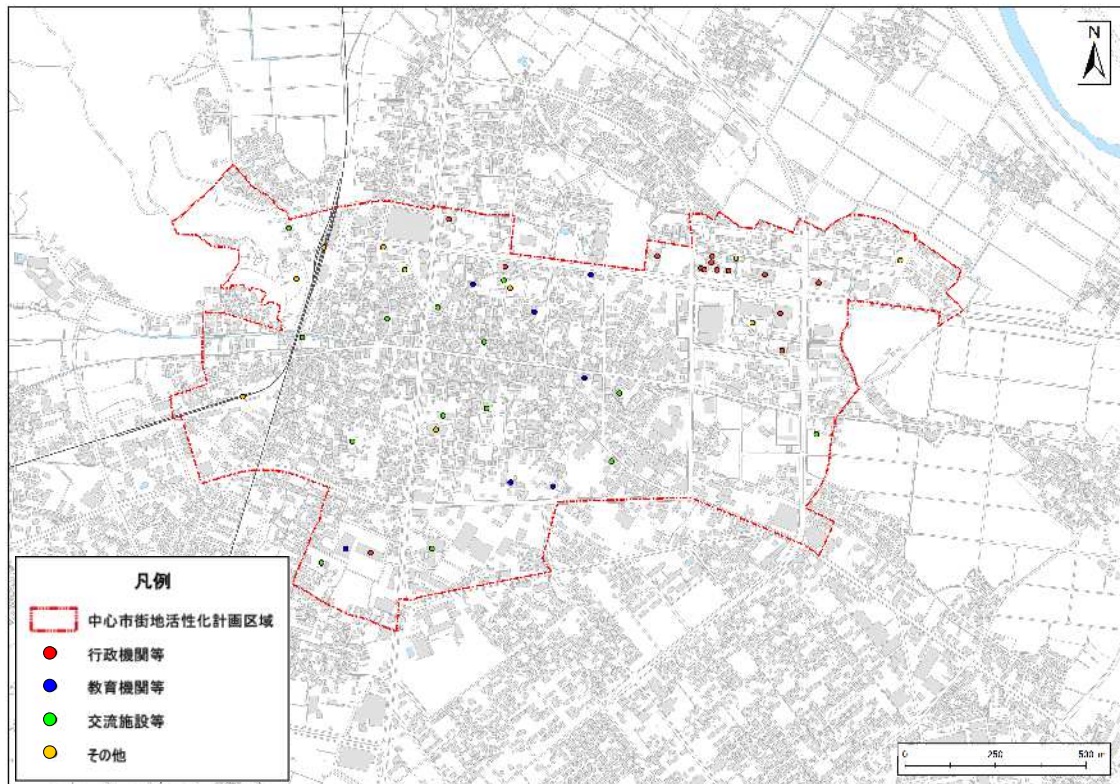 N
凡例
中心市街地活性化計画区域
行政機関等
教育機関等
交流施設等
その他
0 250 500 m